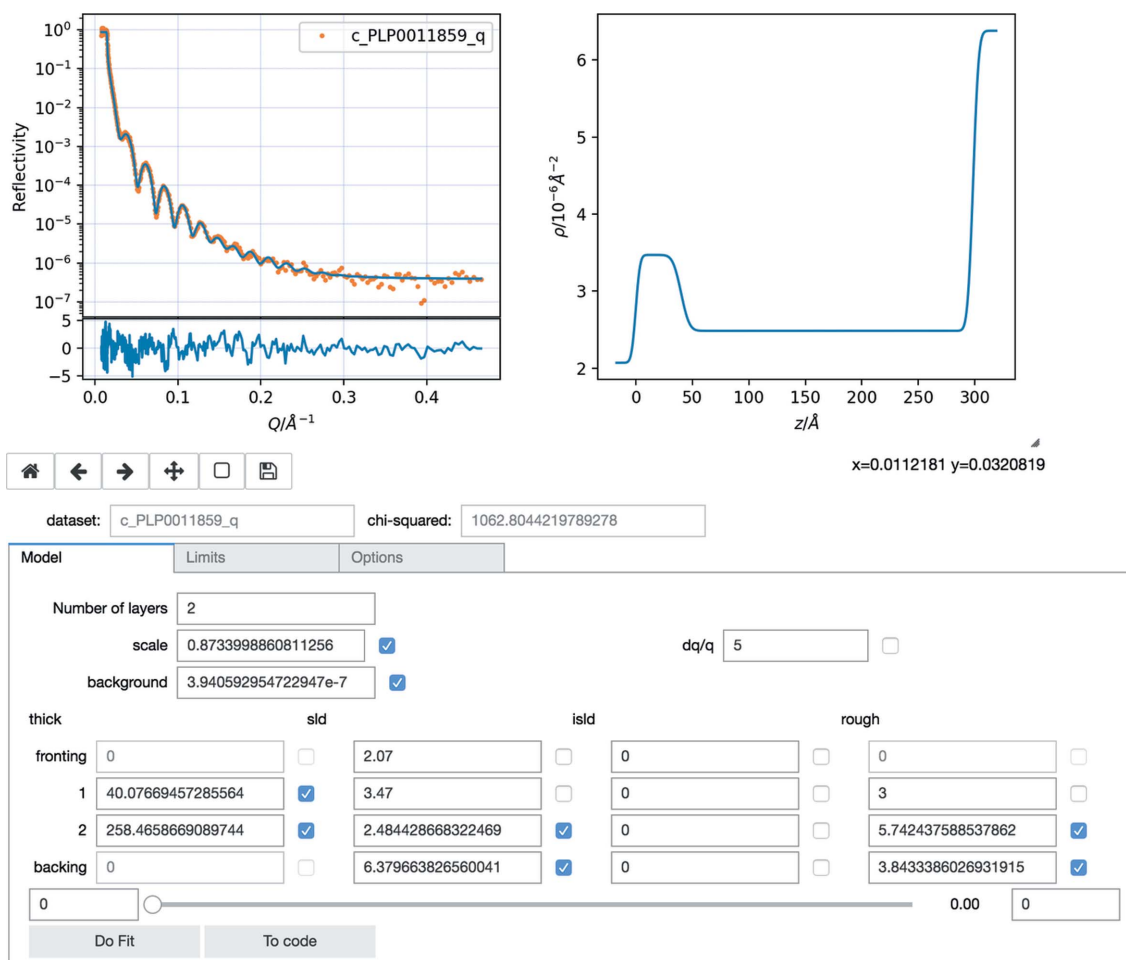 10⁰
10⁻¹
10⁻²
10⁻³
10⁻⁴
10⁻⁵
10⁻⁶
10⁻⁷
Reflectivity
c_PLP0011859_q
5
0
−5
0.0 0.1 0.2 0.3 0.4
Q/Å⁻¹
6
5
4
3
2
ρ/10⁻⁶Å⁻²
0 50 100 150 200 250 300
z/Å
x=0.0112181 y=0.0320819
dataset: c_PLP0011859_q chi-squared: 1062.8044219789278
Model Limits Options
Number of layers 2
scale 0.8733998860811256 dq/q 5
background 3.940592954722947e-7
thick sld isld rough
fronting 0 2.07 0 0
1 40.07669457285564 3.47 0 3
2 258.4658669089744 2.484428668322469 0 5.742437588537862
backing 0 6.379663826560041 0 3.8433386026931915
0 0.00 0
Do Fit To code